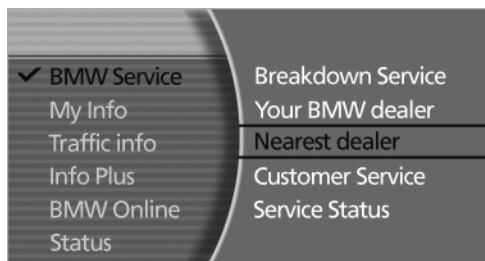 BMW Service
My Info
Traffic info
Info Plus
BMW Online
Status
Breakdown Service
Your BMW dealer
Nearest dealer
Customer Service
Service Status